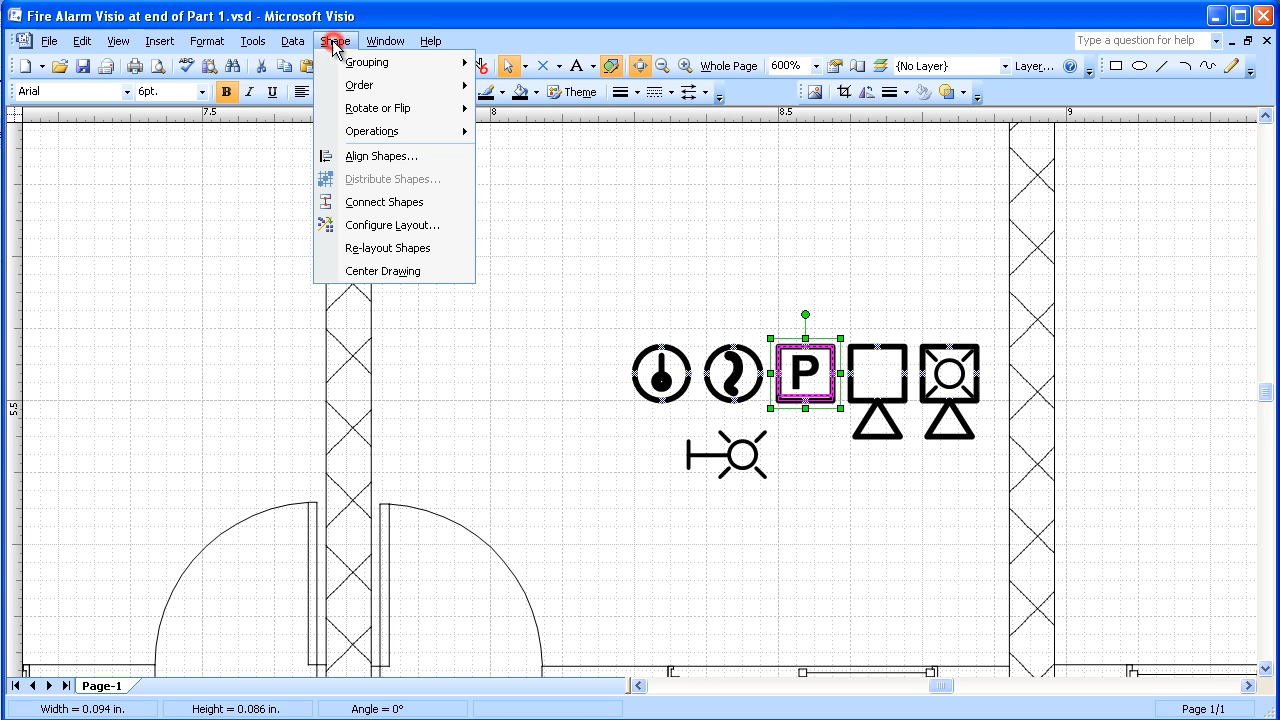 Fire Alarm Visio at end of Part 1.vsd - Microsoft Visio
File Edit View Insert Format Tools Data Shape Window Help
Type a question for help
Whole Page 600% {No Layer} Layer...
Arial 6pt. B I U Theme
7.5 8 8.5 9
Grouping
Order
Rotate or Flip
Operations
Align Shapes...
Distribute Shapes...
Connect Shapes
Configure Layout...
Re-layout Shapes
Center Drawing
P
5.5
Page-1
Width = 0.094 in. Height = 0.086 in. Angle = 0° Page 1/1